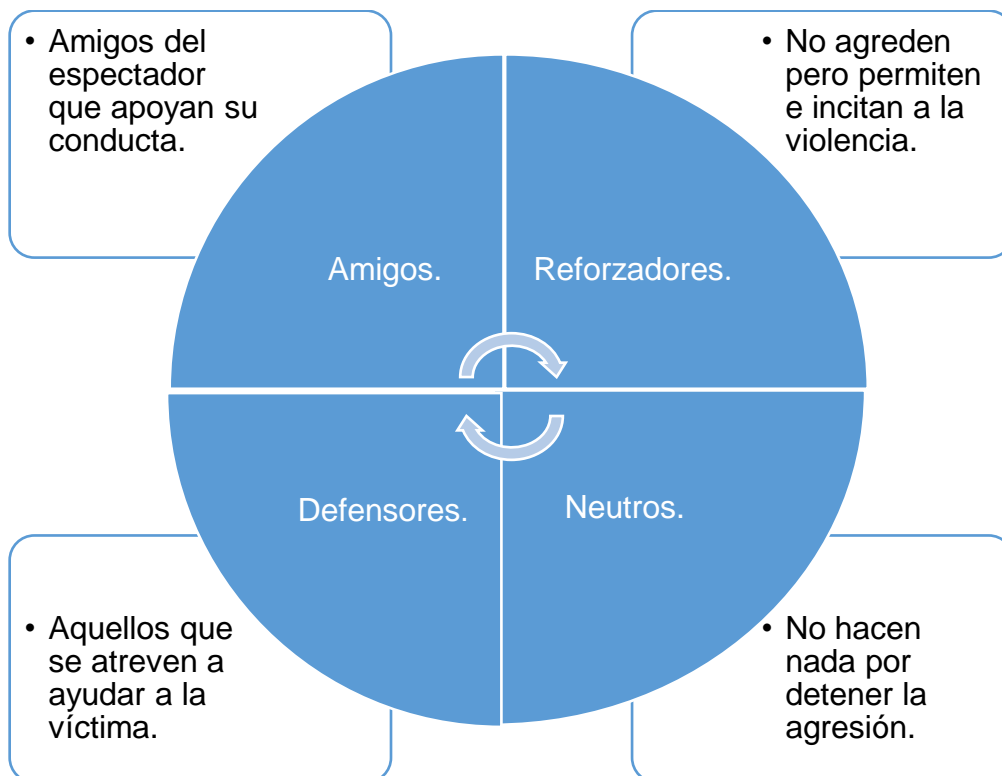 • Amigos del
espectador
que apoyan su
conducta.
• No agreden
pero permiten
e incitan a la
violencia.
Amigos.
Reforzadores.
Defensores.
Neutros.
• Aquellos que
se atreven a
ayudar a la
víctima.
• No hacen
nada por
detener la
agresión.